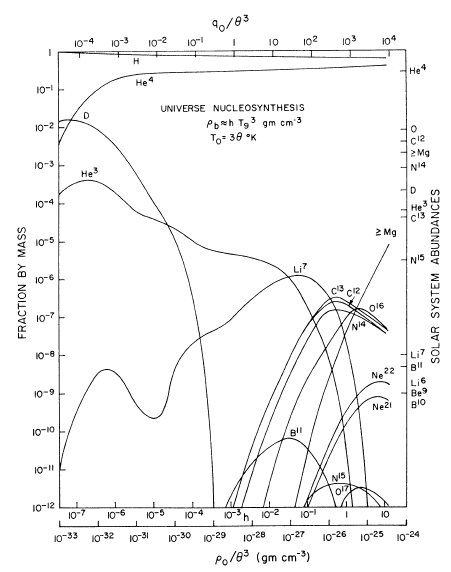 q₀/θ³
10⁻⁴ 10⁻² 1 10² 10⁴
1
10⁻¹
10⁻²
10⁻³
10⁻⁴
10⁻⁵
10⁻⁶
10⁻⁷
10⁻⁸
10⁻⁹
10⁻¹⁰
10⁻¹¹
10⁻¹²
FRACTION BY MASS
H
He⁴
UNIVERSE NUCLEOSYNTHESIS
ρb≈h T₉³ gm cm⁻³
T₀=3θ °K
D
He³
≥Mg
Li⁷
C¹³
C¹²
O¹⁶
N¹⁴
Ne²²
Ne²¹
B¹¹
N¹⁵
O¹⁷
He⁴
O
C¹²
≥Mg
N¹⁴
D
He³
C¹³
N¹⁵
Li⁷
B¹¹
Li⁶
Be⁹
B¹⁰
SOLAR SYSTEM ABUNDANCES
10⁻⁷ 10⁻⁶ 10⁻⁵ 10⁻⁴ 10⁻³ h 10⁻² 10⁻¹ 1 10
10⁻³³ 10⁻³² 10⁻³¹ 10⁻³⁰ 10⁻²⁹ 10⁻²⁸ 10⁻²⁷ 10⁻²⁶ 10⁻²⁵ 10⁻²⁴
ρ₀/θ³ (gm cm⁻³)